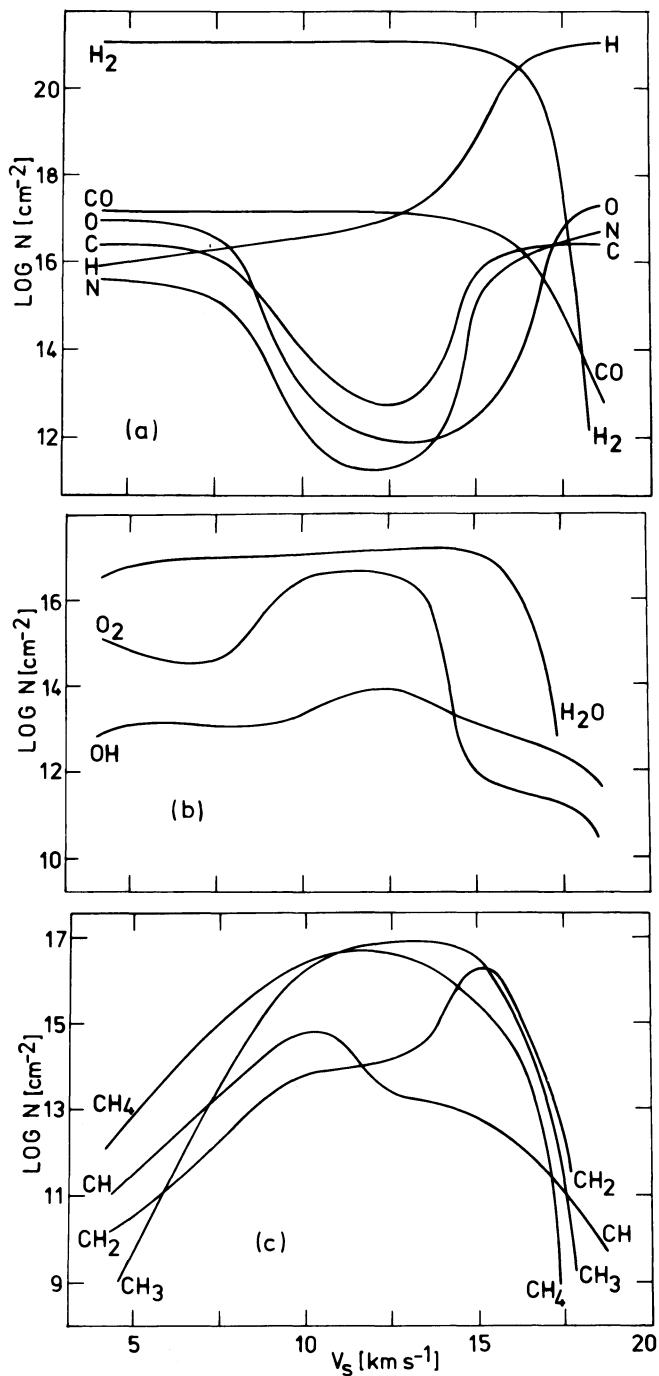 H₂
H
20
18
CO
O
C
H
N
16
14
12
O
N
C
CO
H₂
LOG N [cm⁻²]
(a)
16
14
12
10
O₂
OH
H₂O
LOG N [cm⁻²]
(b)
17
15
13
11
9
CH₄
CH
CH₂
CH₃
CH₂
CH
CH₃
CH₄
LOG N [cm⁻²]
(c)
5
10
15
20
Vₛ [km s⁻¹]